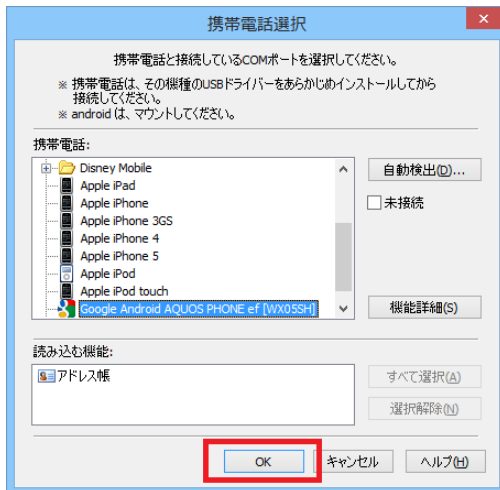 携帯電話選択
携帯電話と接続しているCOMポートを選択してください。
※ 携帯電話は、その機種のUSBドライバーをあらかじめインストールしてから
接続してください。
※ android は、マウントしてください。
携帯電話:
Disney Mobile
Apple iPad
Apple iPhone
Apple iPhone 3GS
Apple iPhone 4
Apple iPhone 5
Apple iPod
Apple iPod touch
Google Android AQUOS PHONE ef [WX05SH]
自動検出(D)...
未接続
機能詳細(S)
読み込む機能:
アドレス帳
すべて選択(A)
選択解除(N)
OK
キャンセル
ヘルプ(H)